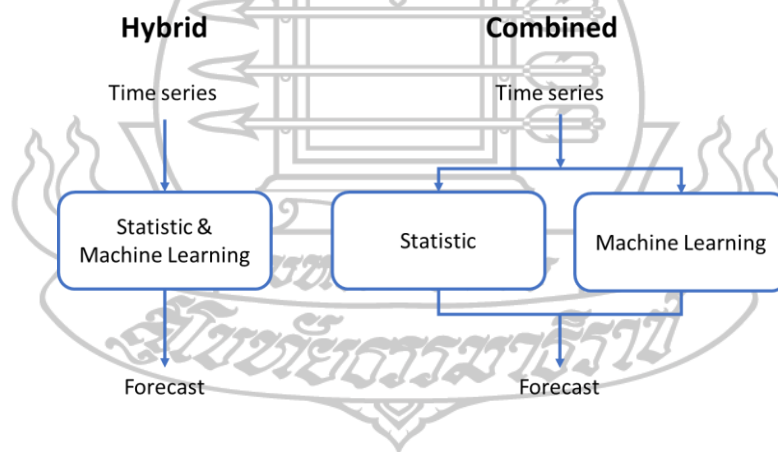 Hybrid
Time series
Statistic &
Machine Learning
Forecast
Combined
Time series
Statistic
Machine Learning
Forecast